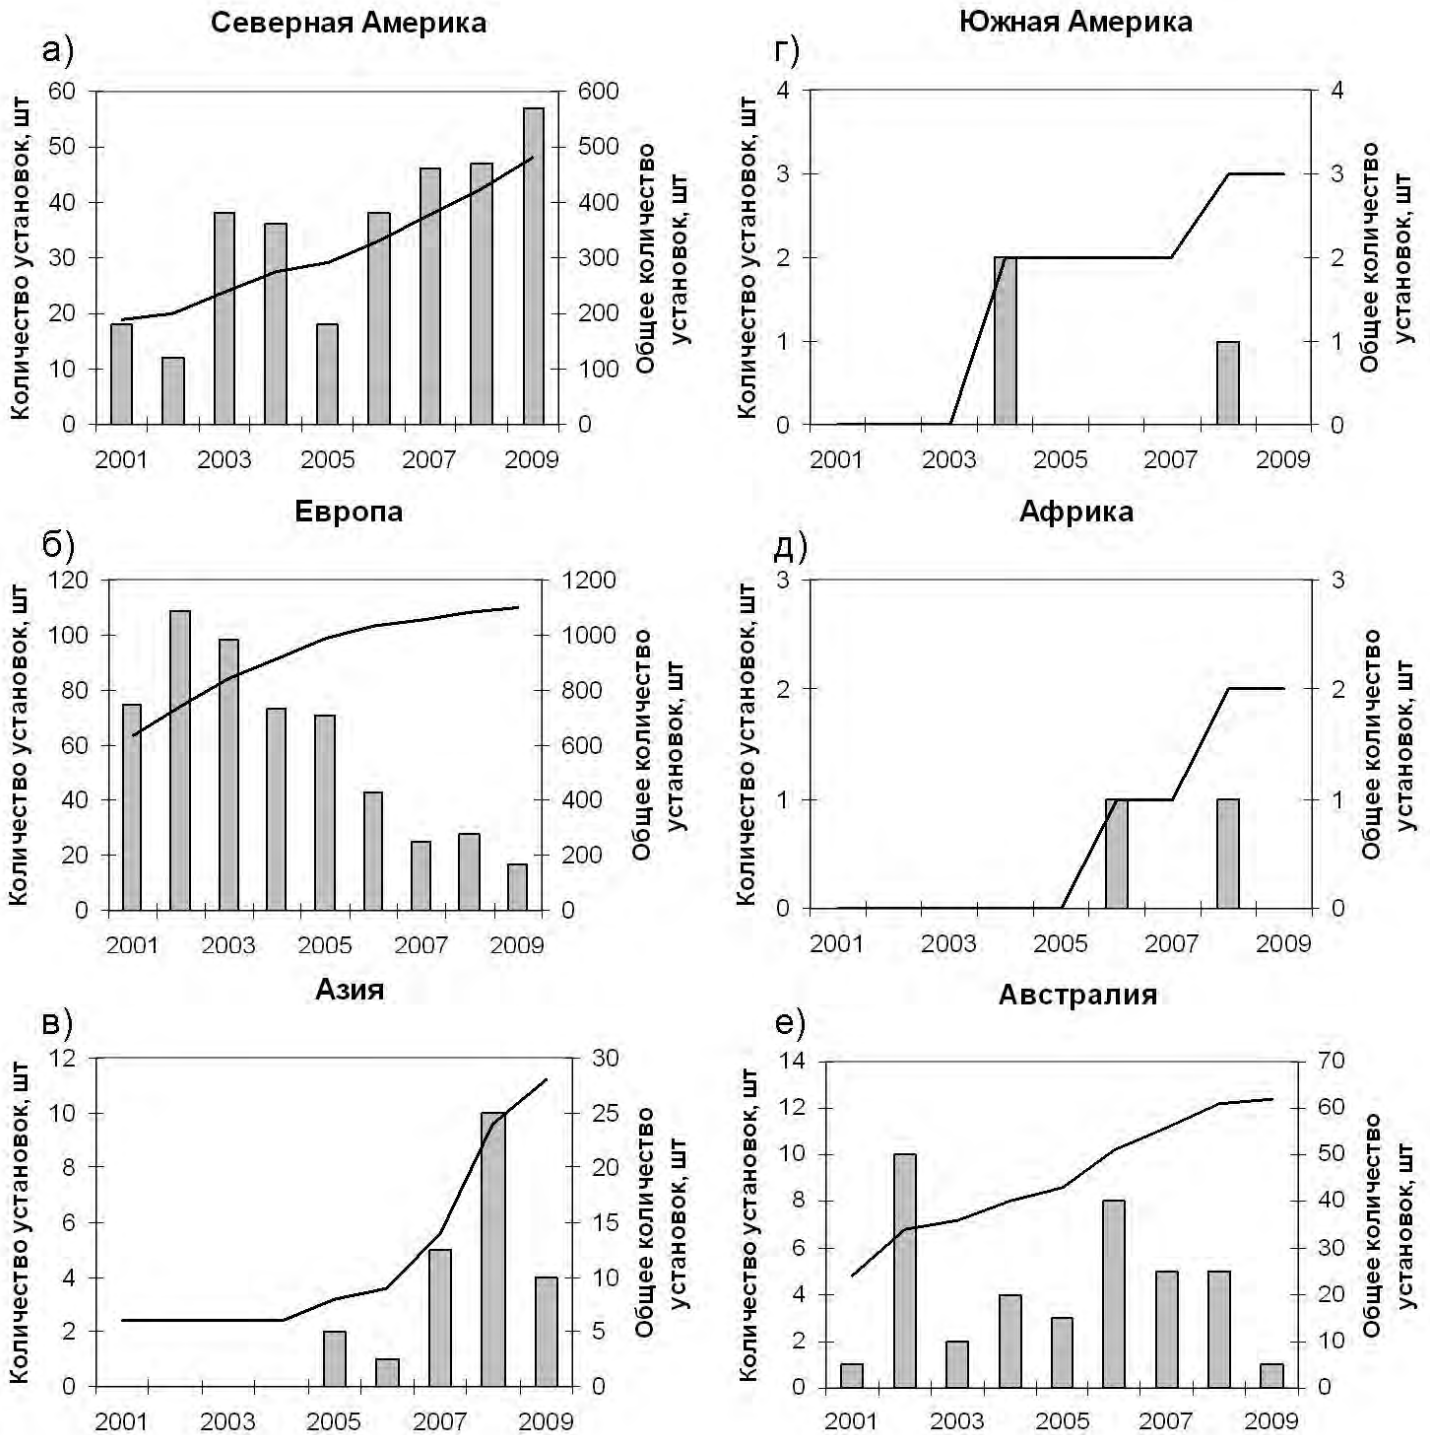 Северная Америка
а)
Количество установок, шт
60
50
40
30
20
10
0
600
500
400
300
200
100
0
Общее количество
установок, шт
2001 2003 2005 2007 2009
Южная Америка
г)
Количество установок, шт
4
3
2
1
0
4
3
2
1
0
Общее количество
установок, шт
2001 2003 2005 2007 2009
Европа
б)
Количество установок, шт
120
100
80
60
40
20
0
1200
1000
800
600
400
200
0
Общее количество
установок, шт
2001 2003 2005 2007 2009
Африка
д)
Количество установок, шт
3
2
1
0
3
2
1
0
Общее количество
установок, шт
2001 2003 2005 2007 2009
Азия
в)
Количество установок, шт
12
10
8
6
4
2
0
30
25
20
15
10
5
0
Общее количество
установок, шт
2001 2003 2005 2007 2009
Австралия
е)
Количество установок, шт
14
12
10
8
6
4
2
0
70
60
50
40
30
20
10
0
Общее количество
установок, шт
2001 2003 2005 2007 2009